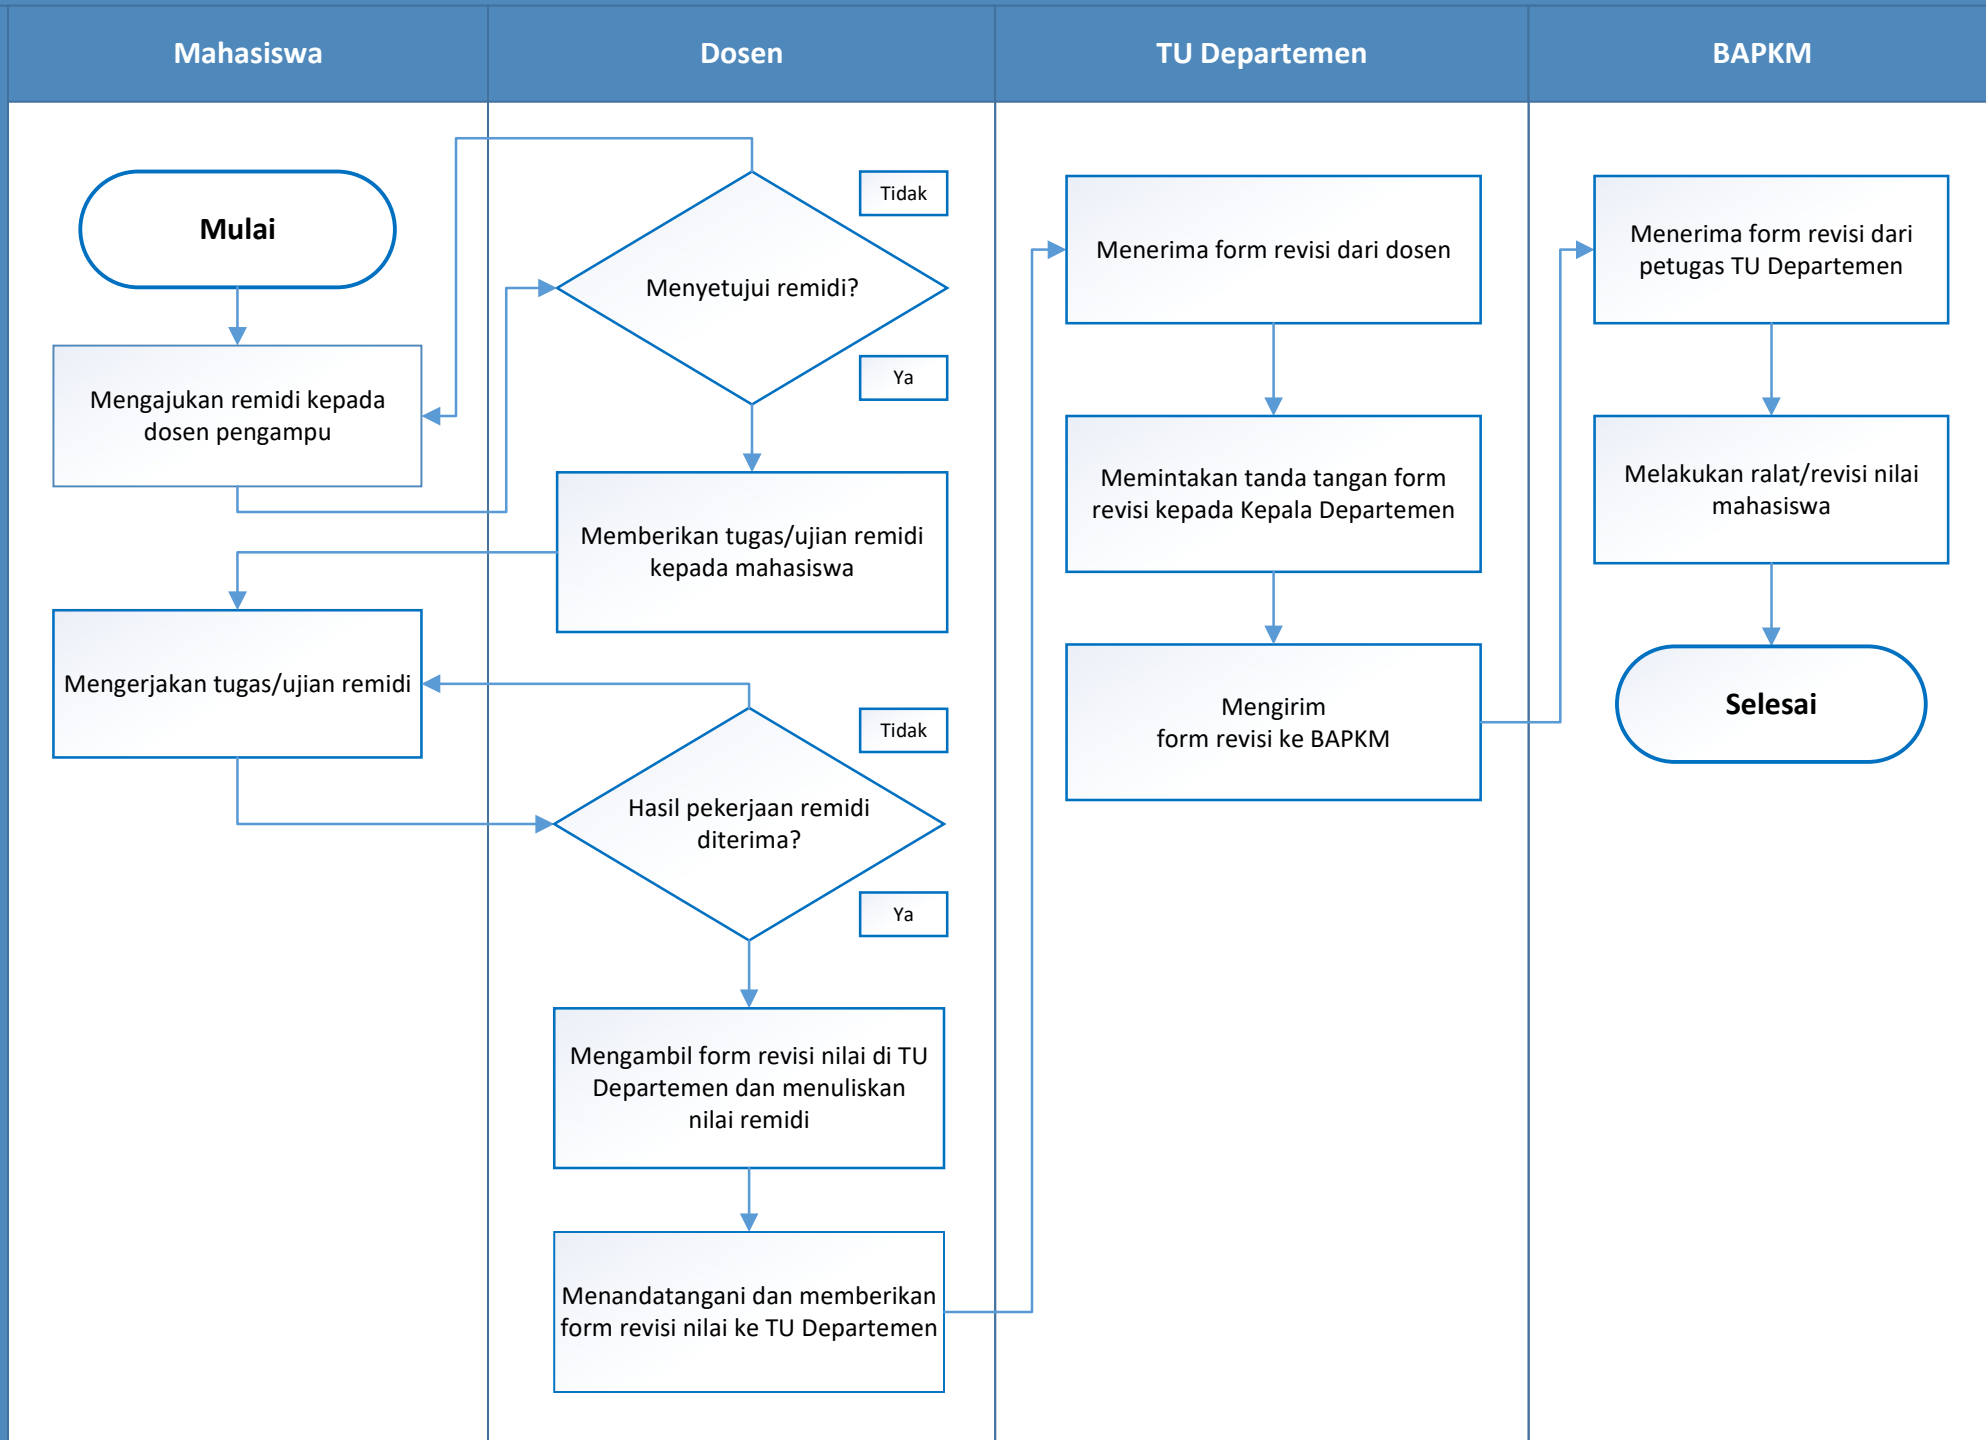 Mahasiswa
Dosen
TU Departemen
BAPKM
Mulai
Mengajukan remidi kepada
dosen pengampu
Mengerjakan tugas/ujian remidi
Tidak
Menyetujui remidi?
Ya
Memberikan tugas/ujian remidi
kepada mahasiswa
Tidak
Hasil pekerjaan remidi
diterima?
Ya
Mengambil form revisi nilai di TU
Departemen dan menuliskan
nilai remidi
Menandatangani dan memberikan
form revisi nilai ke TU Departemen
Menerima form revisi dari dosen
Memintakan tanda tangan form
revisi kepada Kepala Departemen
Mengirim
form revisi ke BAPKM
Menerima form revisi dari
petugas TU Departemen
Melakukan ralat/revisi nilai
mahasiswa
Selesai